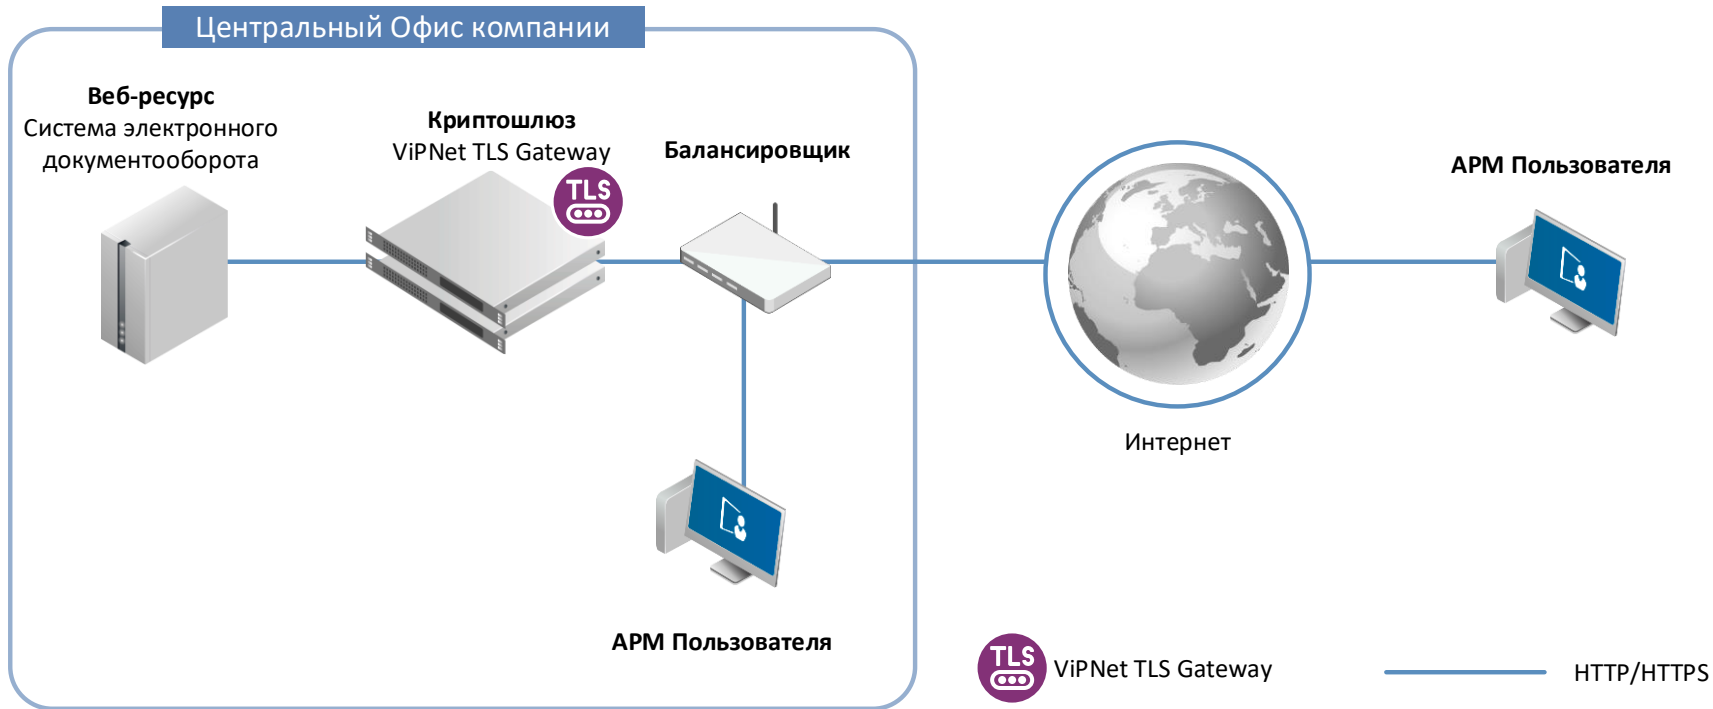 Центральный Офис компании
Веб-ресурс
Система электронного
документооборота
Криптошлюз
ViPNet TLS Gateway
TLS
Балансировщик
АРМ Пользователя
Интернет
АРМ Пользователя
TLS
ViPNet TLS Gateway
HTTP/HTTPS